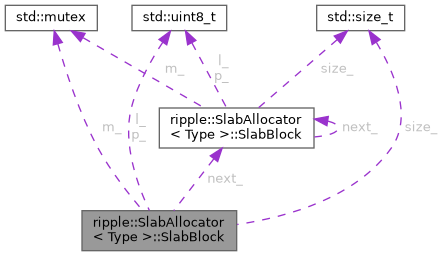 std::mutex
std::uint8_t
std::size_t
m_
l_
p_
size_
ripple::SlabAllocator
< Type >::SlabBlock
next_
m_
l_
p_
size_
next_
ripple::SlabAllocator
< Type >::SlabBlock